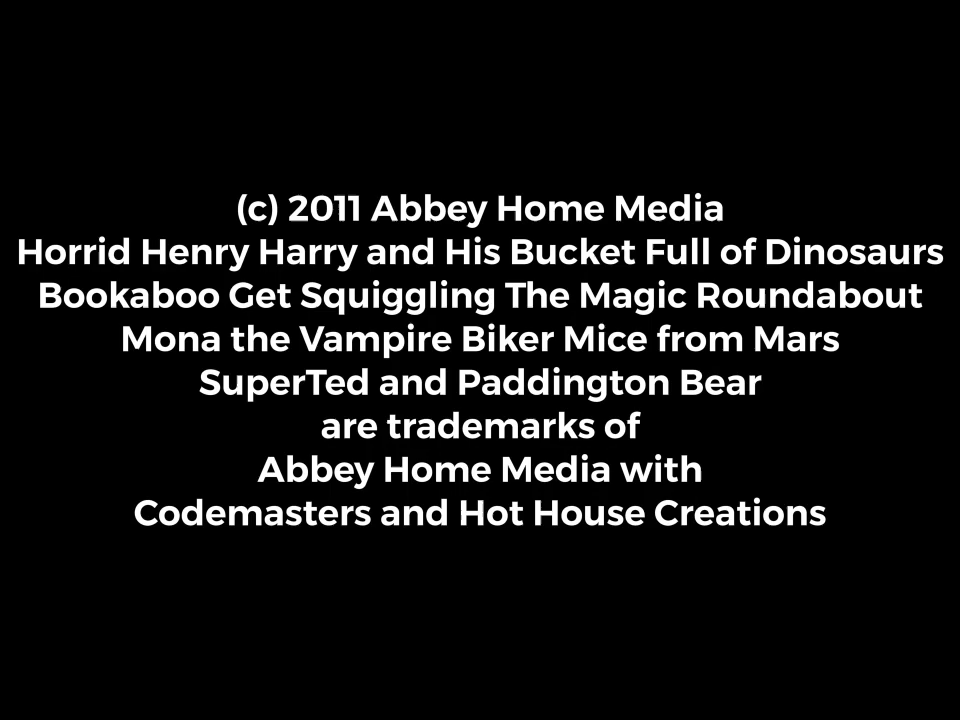 (c) 2011 Abbey Home Media
Horrid Henry Harry and His Bucket Full of Dinosaurs
Bookaboo Get Squiggling The Magic Roundabout
Mona the Vampire Biker Mice from Mars
SuperTed and Paddington Bear
are trademarks of
Abbey Home Media with
Codemasters and Hot House Creations